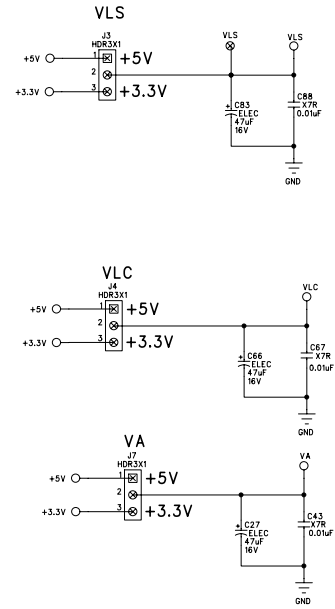 VLS
J3
HDR3X1
VLS
VLS
+5V
1
+5V
2
+3.3V
3
+3.3V
+
C83
ELEC
47uF
16V
C88
X7R
0.01uF
GND
VLC
J4
HDR3X1
VLC
+5V
1
+5V
2
+3.3V
3
+3.3V
+
C66
ELEC
47uF
16V
C67
X7R
0.01uF
GND
VA
J7
HDR3X1
VA
+5V
1
+5V
2
+3.3V
3
+3.3V
+
C27
ELEC
47uF
16V
C43
X7R
0.01uF
GND